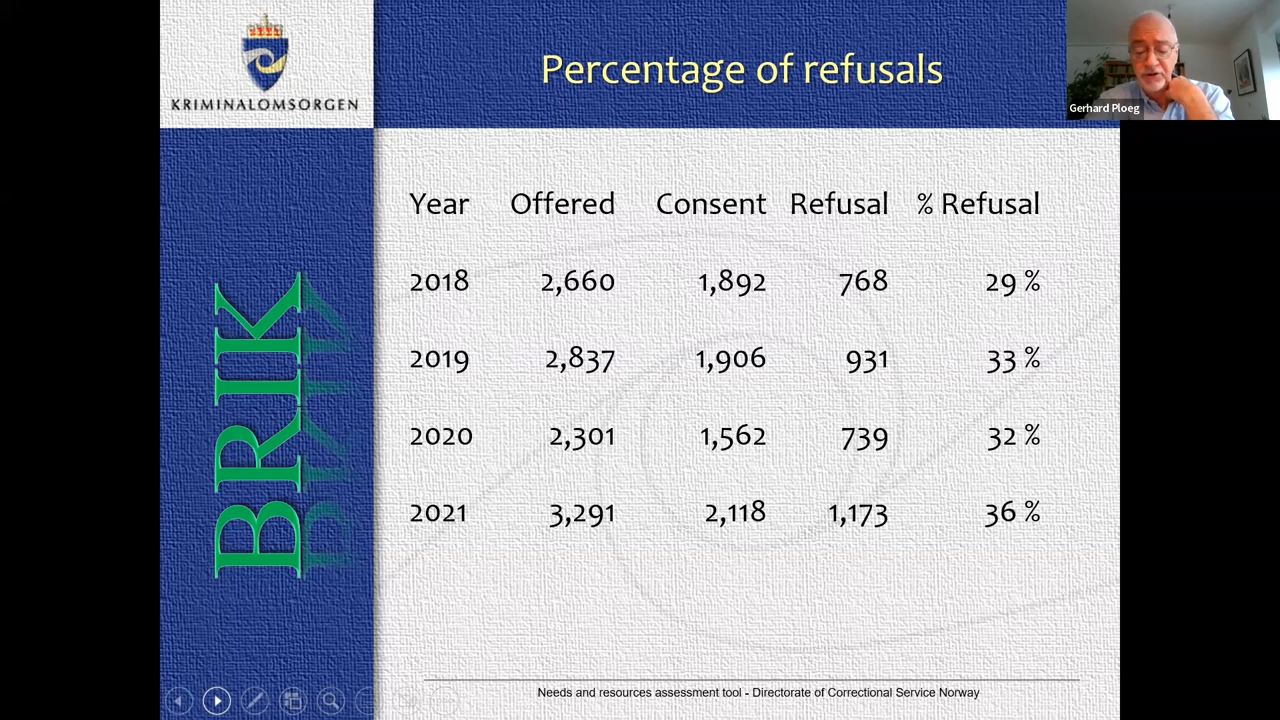 KRIMINALOMSORGEN
Percentage of refusals
Gerhard Ploeg
BRIK
Year Offered Consent Refusal % Refusal
2018 2,660 1,892 768 29 %
2019 2,837 1,906 931 33 %
2020 2,301 1,562 739 32 %
2021 3,291 2,118 1,173 36 %
Needs and resources assessment tool - Directorate of Correctional Service Norway